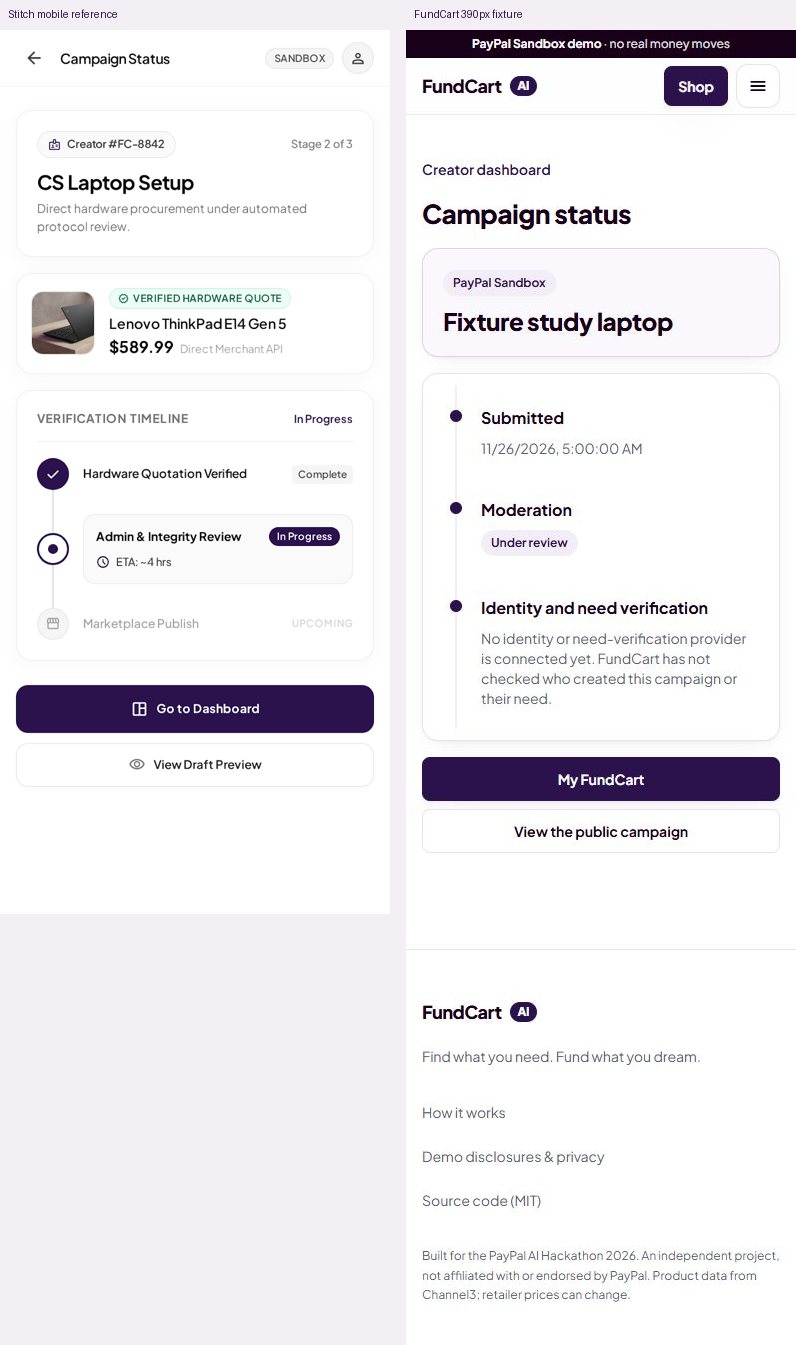 Stitch mobile reference
Campaign Status
SANDBOX
Creator #FC-8842
Stage 2 of 3
CS Laptop Setup
Direct hardware procurement under automated
protocol review.
VERIFIED HARDWARE QUOTE
Lenovo ThinkPad E14 Gen 5
$589.99 Direct Merchant API
VERIFICATION TIMELINE
In Progress
Hardware Quotation Verified
Complete
Admin & Integrity Review
In Progress
ETA: ~4 hrs
Marketplace Publish
UPCOMING
Go to Dashboard
View Draft Preview
FundCart 390px fixture
PayPal Sandbox demo · no real money moves
FundCart AI
Shop
Creator dashboard
Campaign status
PayPal Sandbox
Fixture study laptop
Submitted
11/26/2026, 5:00:00 AM
Moderation
Under review
Identity and need verification
No identity or need-verification provider
is connected yet. FundCart has not
checked who created this campaign or
their need.
My FundCart
View the public campaign
FundCart AI
Find what you need. Fund what you dream.
How it works
Demo disclosures & privacy
Source code (MIT)
Built for the PayPal AI Hackathon 2026. An independent project,
not affiliated with or endorsed by PayPal. Product data from
Channel3; retailer prices can change.